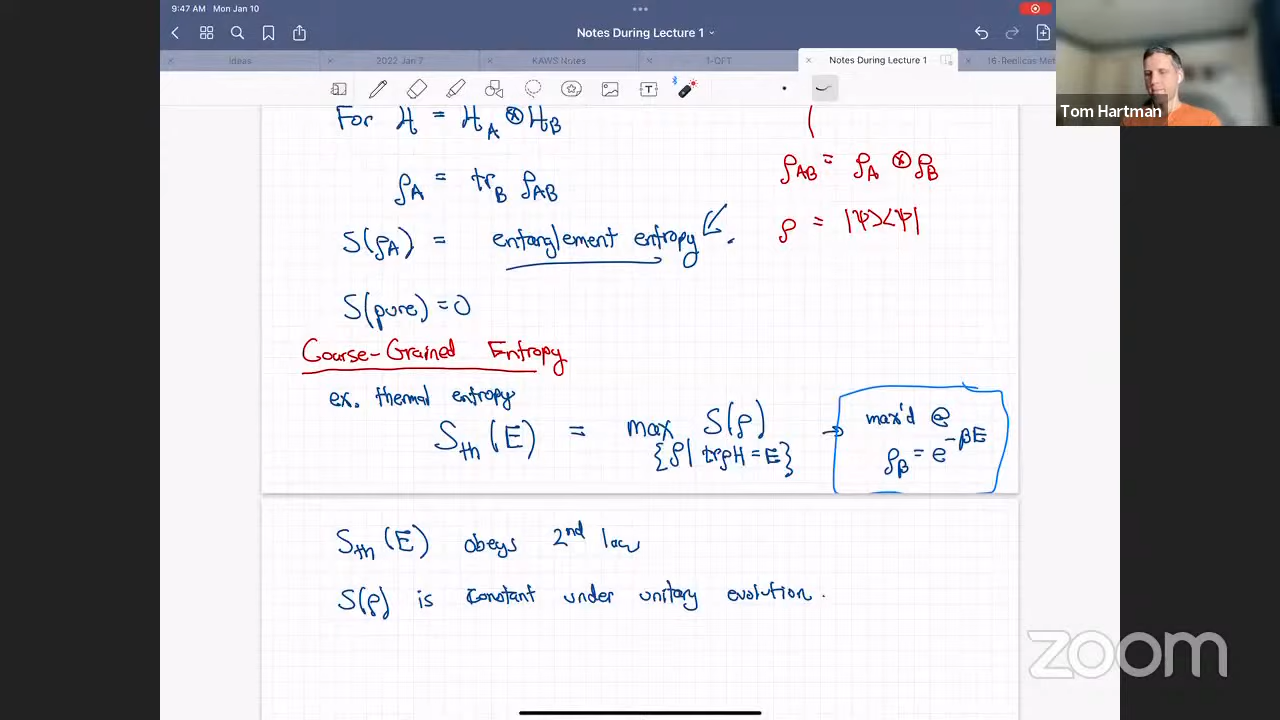 9:47 AM Mon Jan 10
Notes During Lecture 1
Ideas
2022 Jan 7
KAWS Notes
1-QFT
Notes During Lecture 1
16-Replicas Met
Tom Hartman
For H = H_A ⊗ H_B
ρ_A = tr_B ρ_AB
S(ρ_A) = entanglement entropy
S(pure) = 0
ρ_AB = ρ_A ⊗ ρ_B
ρ = |Ψ><Ψ|
Coarse-Grained Entropy
ex. thermal entropy
S_th(E) = max S(ρ)
{ρ| trρH = E}
→ max'd @
ρ_β = e^{-βE}
S_th(E) obeys 2nd law
S(ρ) is constant under unitary evolution.
zoom